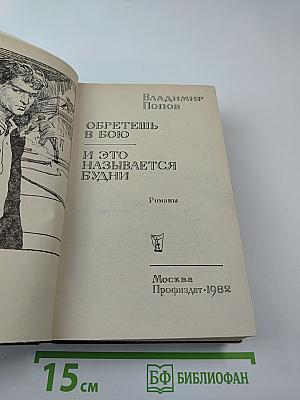 Владимир
Попов
ОБРЕТЕШЬ
В БОЮ
И ЭТО
НАЗЫВАЕТСЯ
БУДНИ
Романы
Москва
Профиздат·1982
15 см
БФ БИБЛИОФАН